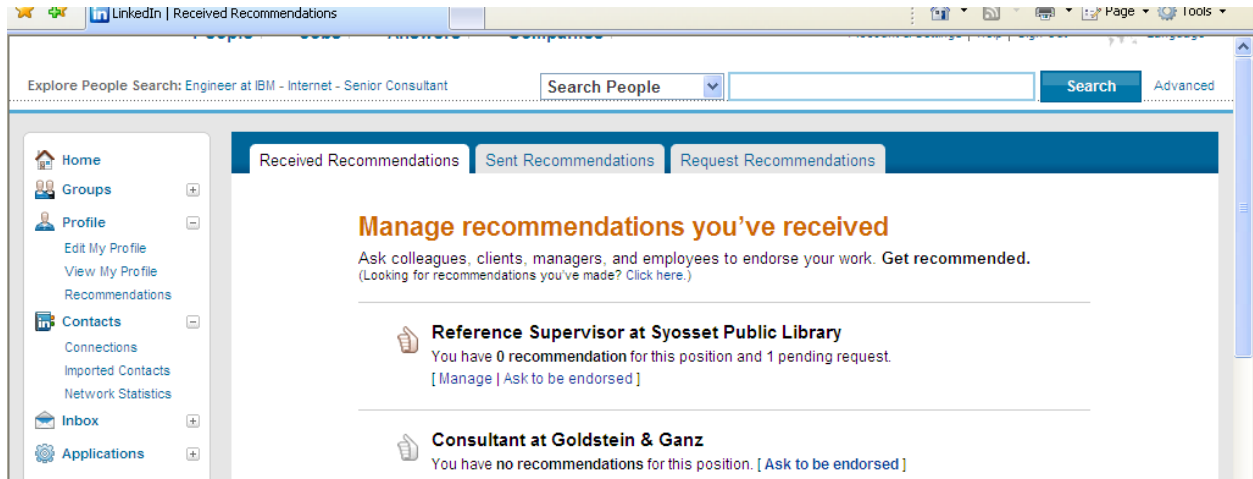 LinkedIn | Received Recommendations
Page Tools
People Jobs Answers Companies
Language
Explore People Search: Engineer at IBM - Internet - Senior Consultant
Search People
Search
Advanced
Home
Groups
Profile
Edit My Profile
View My Profile
Recommendations
Contacts
Connections
Imported Contacts
Network Statistics
Inbox
Applications
Received Recommendations Sent Recommendations Request Recommendations
Manage recommendations you've received
Ask colleagues, clients, managers, and employees to endorse your work. Get recommended.
(Looking for recommendations you've made? Click here.)
Reference Supervisor at Syosset Public Library
You have 0 recommendation for this position and 1 pending request.
[ Manage | Ask to be endorsed ]
Consultant at Goldstein & Ganz
You have no recommendations for this position. [ Ask to be endorsed ]